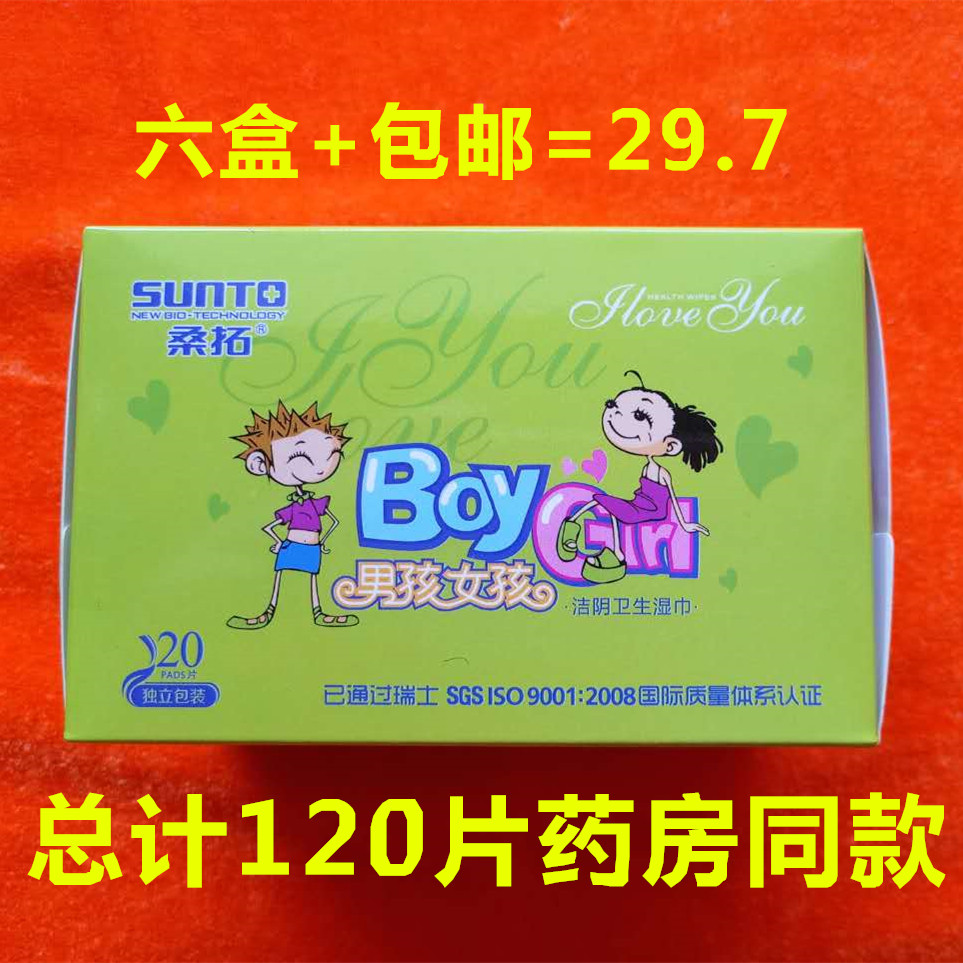 六盒+包邮=29.7
SUNTO
NEW BIO-TECHNOLOGY
桑拓®
HEALTH WIPES
I love You
I Love You
Boy Girl
男孩女孩
·洁阴卫生湿巾·
20
PADS片
独立包装
已通过瑞士 SGS ISO 9001:2008国际质量体系认证
总计120片药房同款